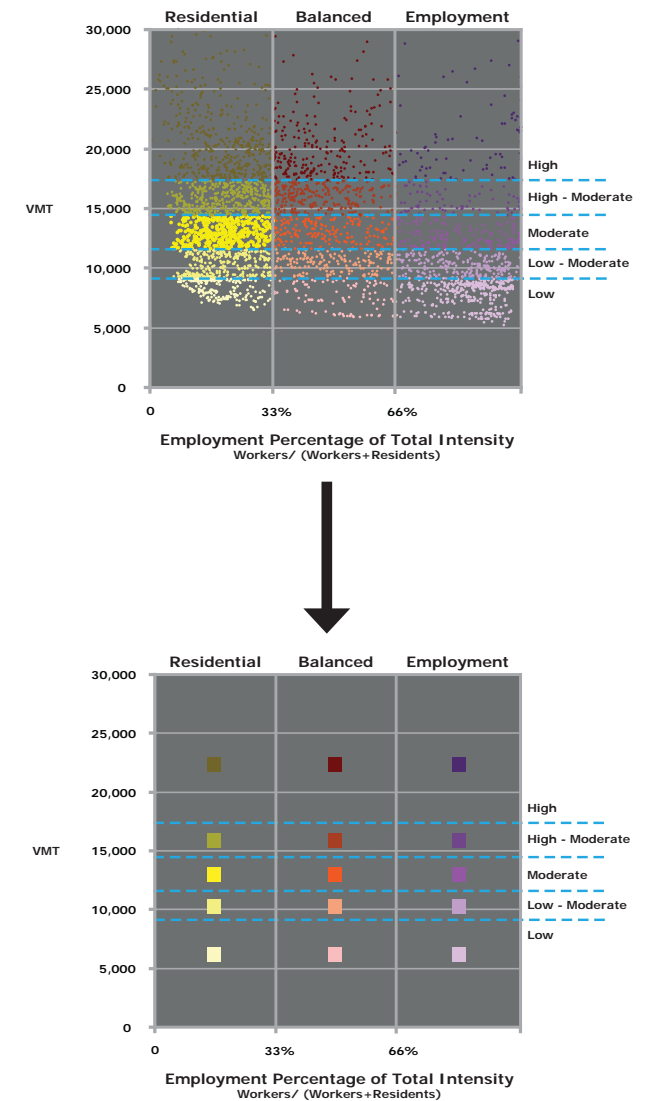 Residential Balanced Employment
30,000
25,000
20,000
High
High - Moderate
VMT
15,000
Moderate
Low - Moderate
10,000
Low
5,000
0
0 33% 66%
Employment Percentage of Total Intensity
Workers/ (Workers+Residents)
Residential Balanced Employment
30,000
25,000
20,000
High
High - Moderate
VMT
15,000
Moderate
Low - Moderate
10,000
Low
5,000
0
0 33% 66%
Employment Percentage of Total Intensity
Workers/ (Workers+Residents)